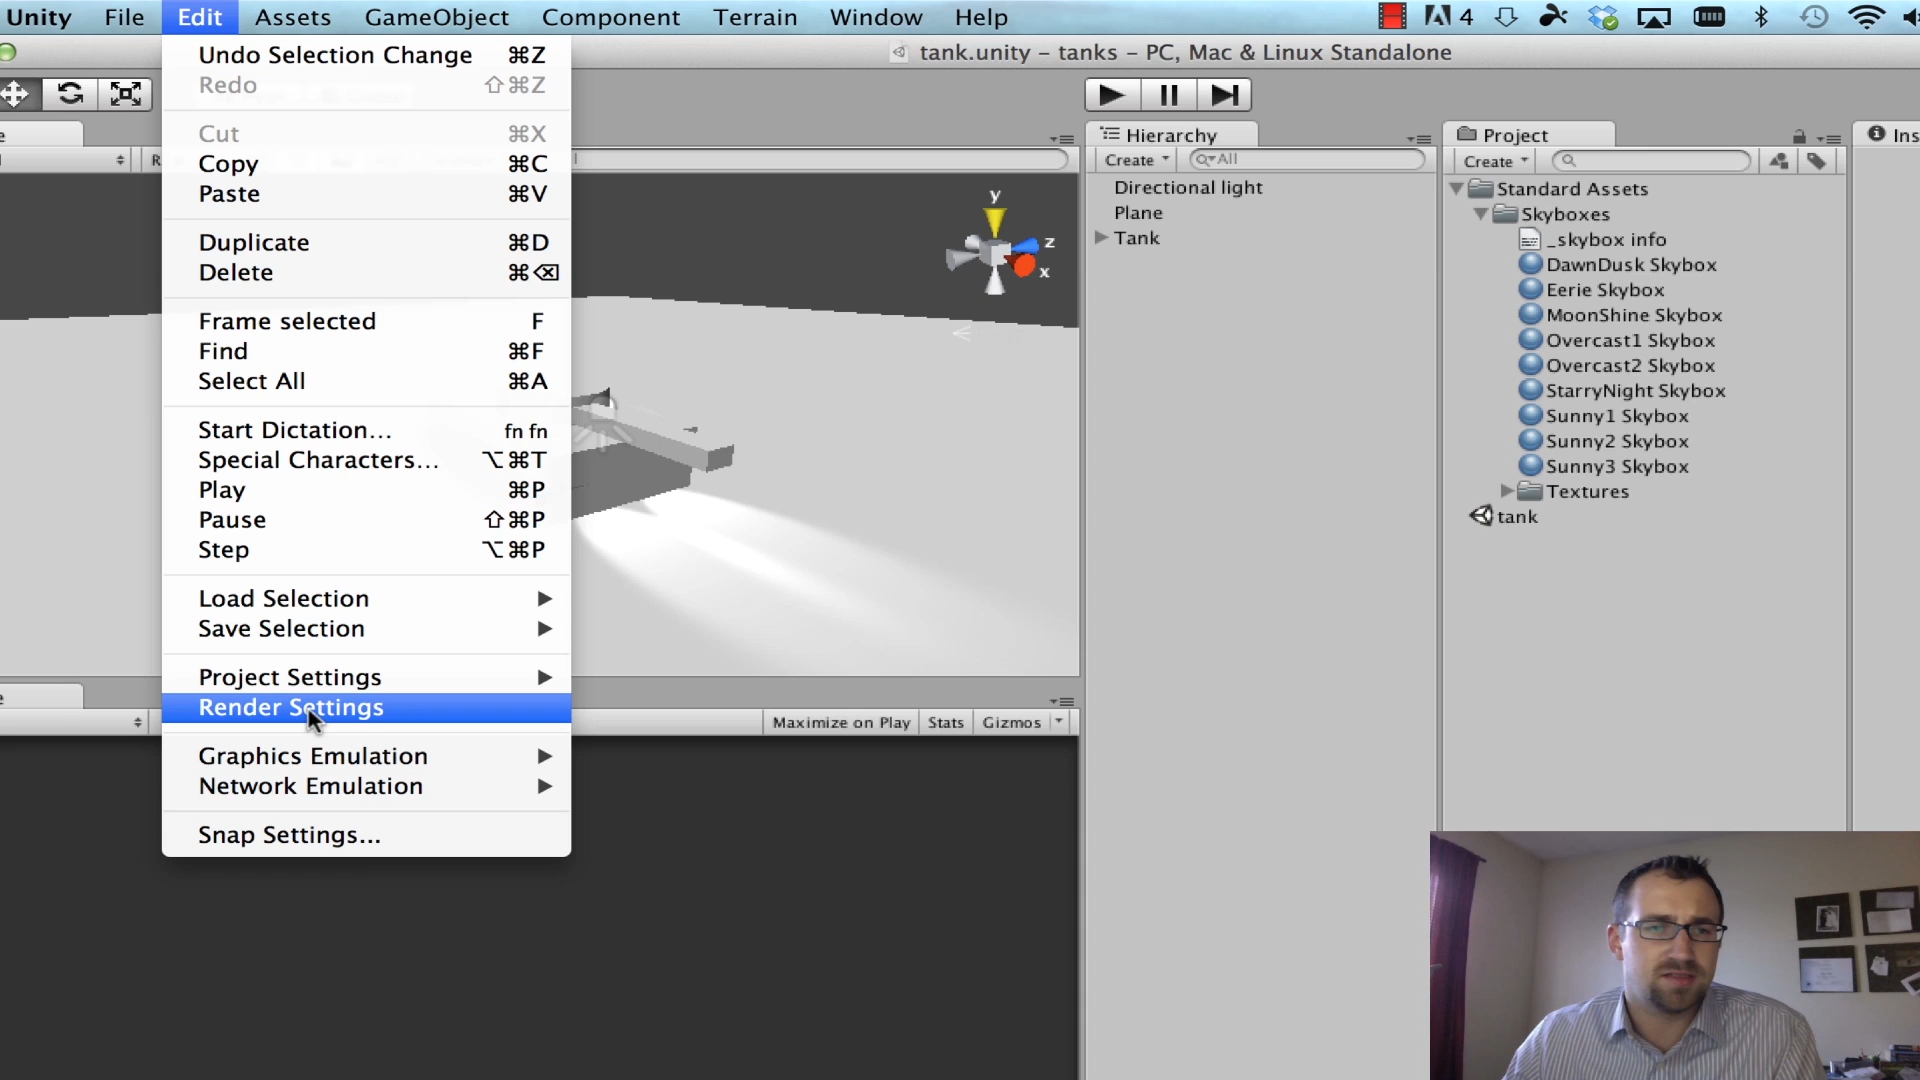 Unity File Edit Assets GameObject Component Terrain Window Help 4
tank.unity – tanks – PC, Mac & Linux Standalone
Undo Selection Change ⌘Z
Redo ⇧⌘Z
Cut ⌘X
Copy ⌘C
Paste ⌘V
Duplicate ⌘D
Delete ⌘⌫
Frame selected F
Find ⌘F
Select All ⌘A
Start Dictation... fn fn
Special Characters... ⌥⌘T
Play ⌘P
Pause ⇧⌘P
Step ⌥⌘P
Load Selection
Save Selection
Project Settings
Render Settings
Graphics Emulation
Network Emulation
Snap Settings...
y
z
x
Maximize on Play Stats Gizmos
Hierarchy
Create All
Directional light
Plane
Tank
Project
Create
Standard Assets
Skyboxes
_skybox info
DawnDusk Skybox
Eerie Skybox
MoonShine Skybox
Overcast1 Skybox
Overcast2 Skybox
StarryNight Skybox
Sunny1 Skybox
Sunny2 Skybox
Sunny3 Skybox
Textures
tank
Ins